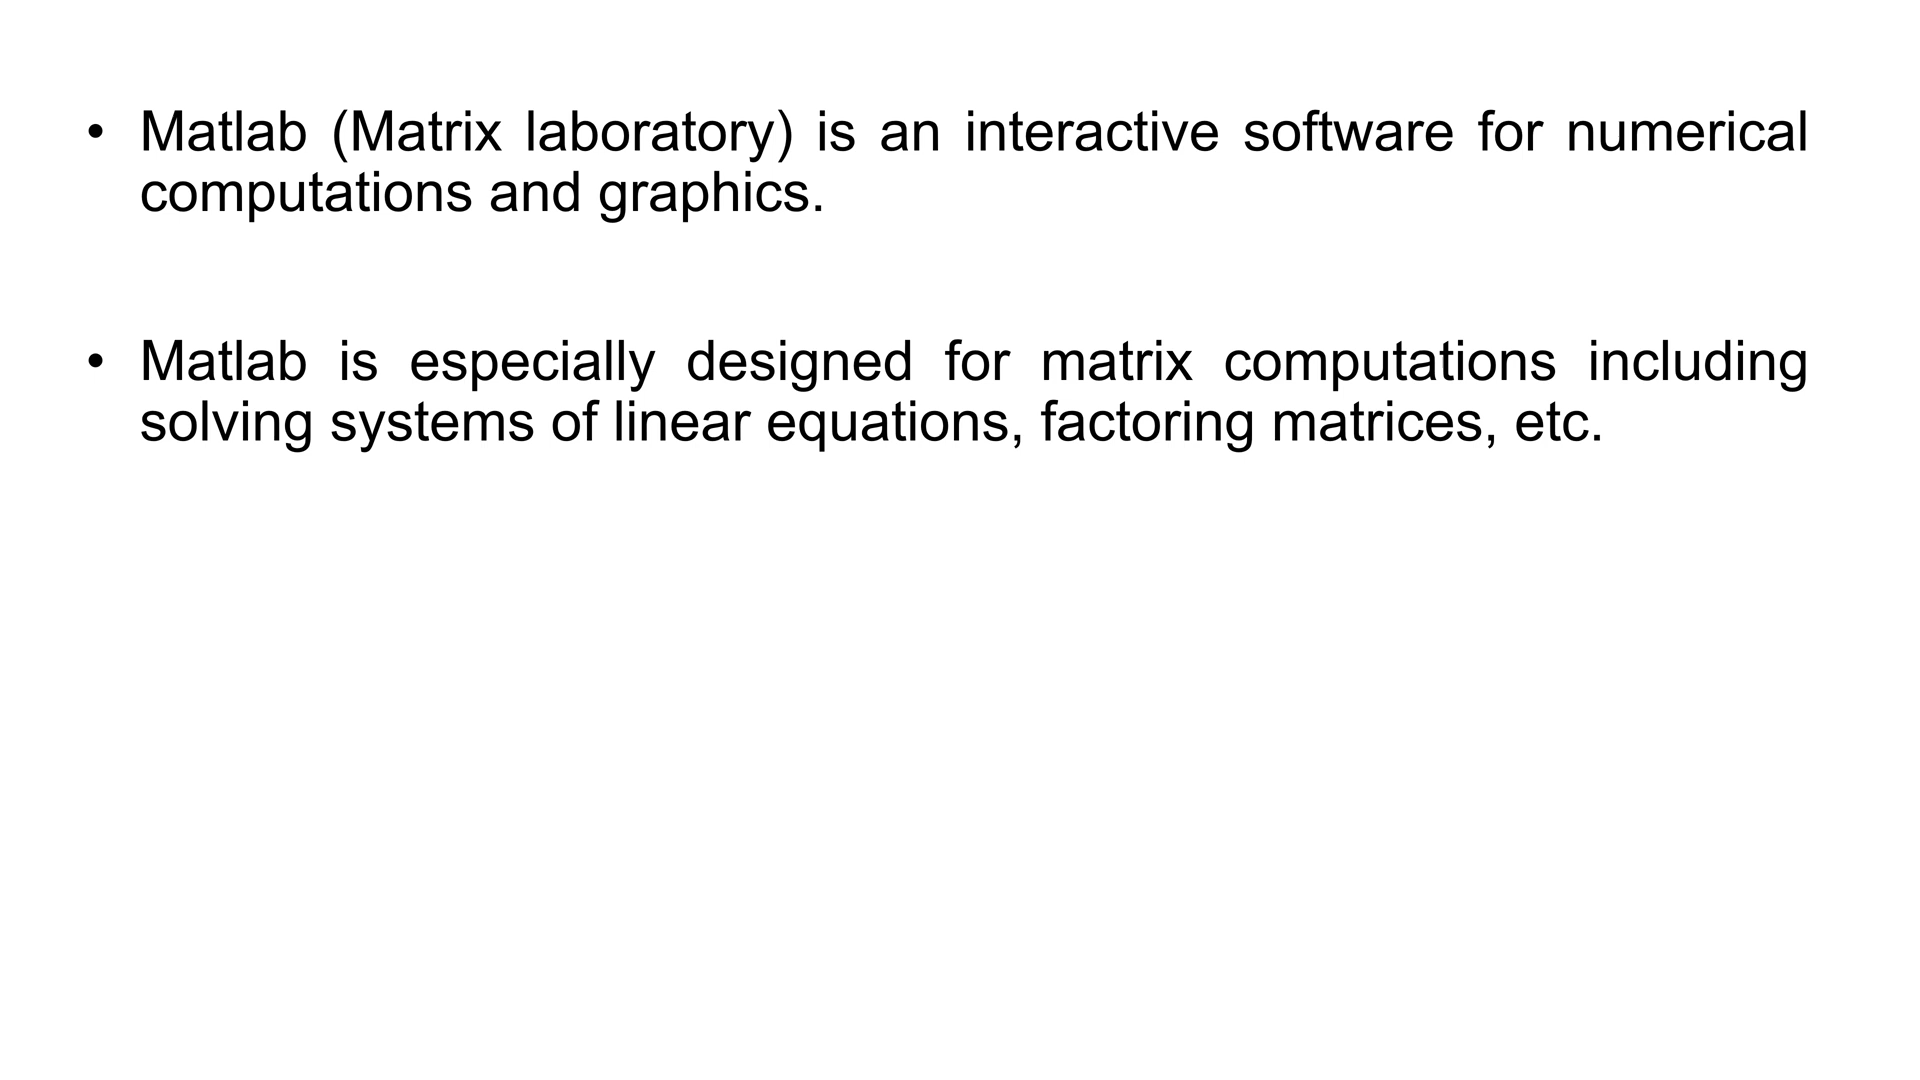 • Matlab (Matrix laboratory) is an interactive software for numerical
computations and graphics.
• Matlab is especially designed for matrix computations including
solving systems of linear equations, factoring matrices, etc.